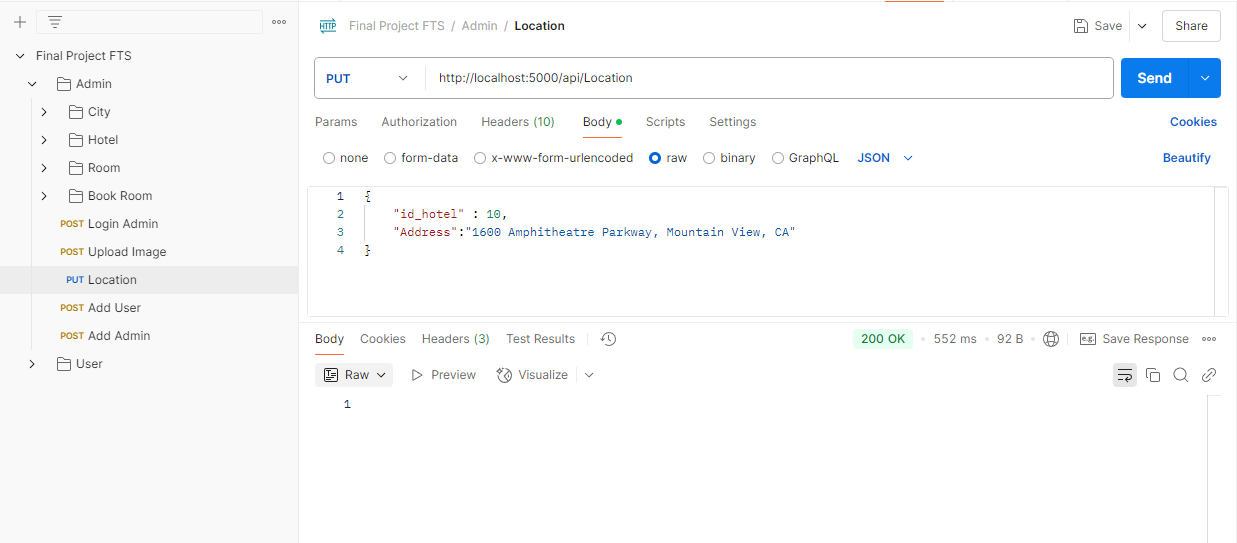 Final Project FTS
Admin
City
Hotel
Room
Book Room
POST Login Admin
POST Upload Image
PUT Location
POST Add User
POST Add Admin
User
HTTP Final Project FTS / Admin / Location Save Share
PUT http://localhost:5000/api/Location Send
Params Authorization Headers (10) Body Scripts Settings Cookies
none form-data x-www-form-urlencoded raw binary GraphQL JSON Beautify
1 {
2 "id_hotel" : 10,
3 "Address":"1600 Amphitheatre Parkway, Mountain View, CA"
4 }
Body Cookies Headers (3) Test Results 200 OK 552 ms 92 B e.g. Save Response
Raw Preview Visualize
1